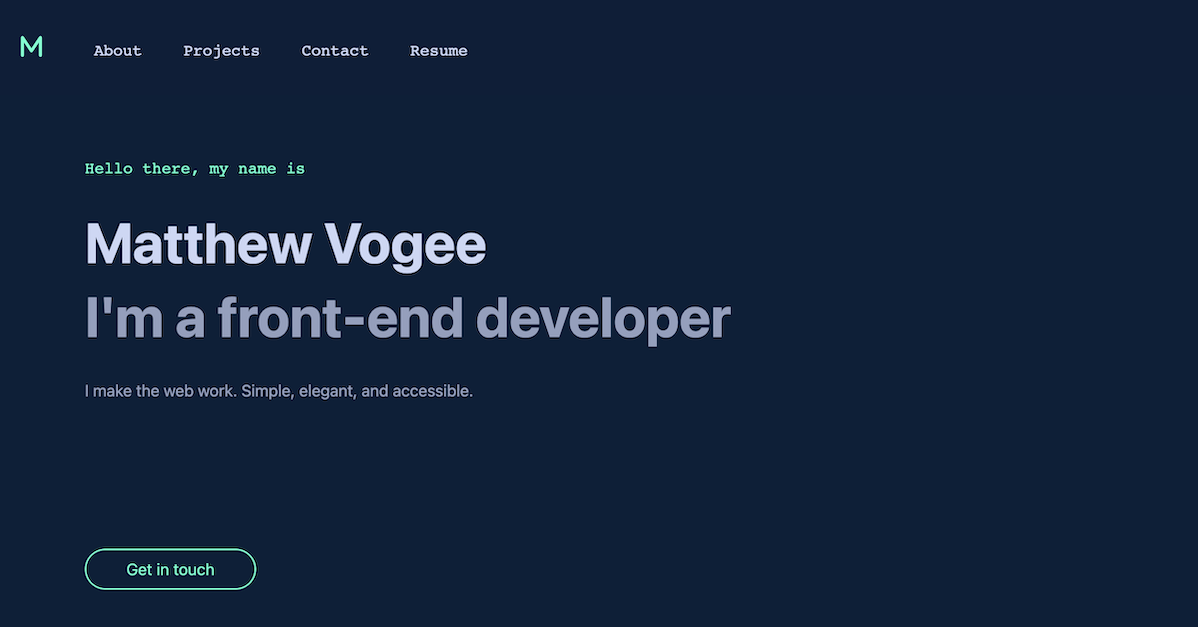 M
About Projects Contact Resume
Hello there, my name is
Matthew Vogee
I'm a front-end developer
I make the web work. Simple, elegant, and accessible.
Get in touch